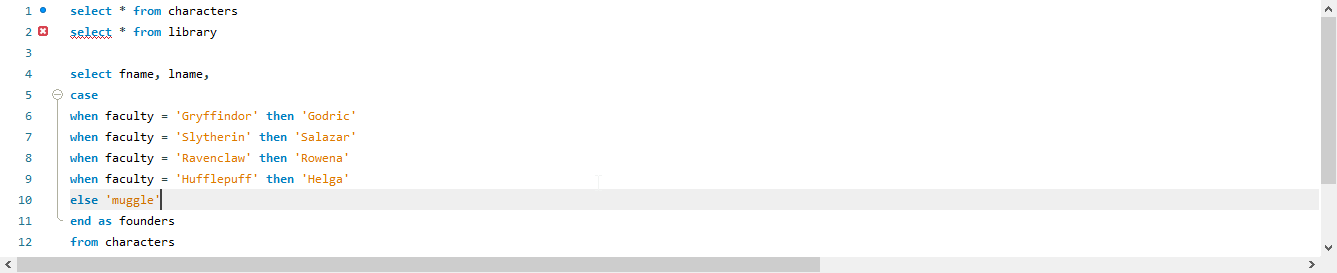 1 select * from characters
2 select * from library
3
4 select fname, lname,
5 case
6 when faculty = 'Gryffindor' then 'Godric'
7 when faculty = 'Slytherin' then 'Salazar'
8 when faculty = 'Ravenclaw' then 'Rowena'
9 when faculty = 'Hufflepuff' then 'Helga'
10 else 'muggle'
11 end as founders
12 from characters